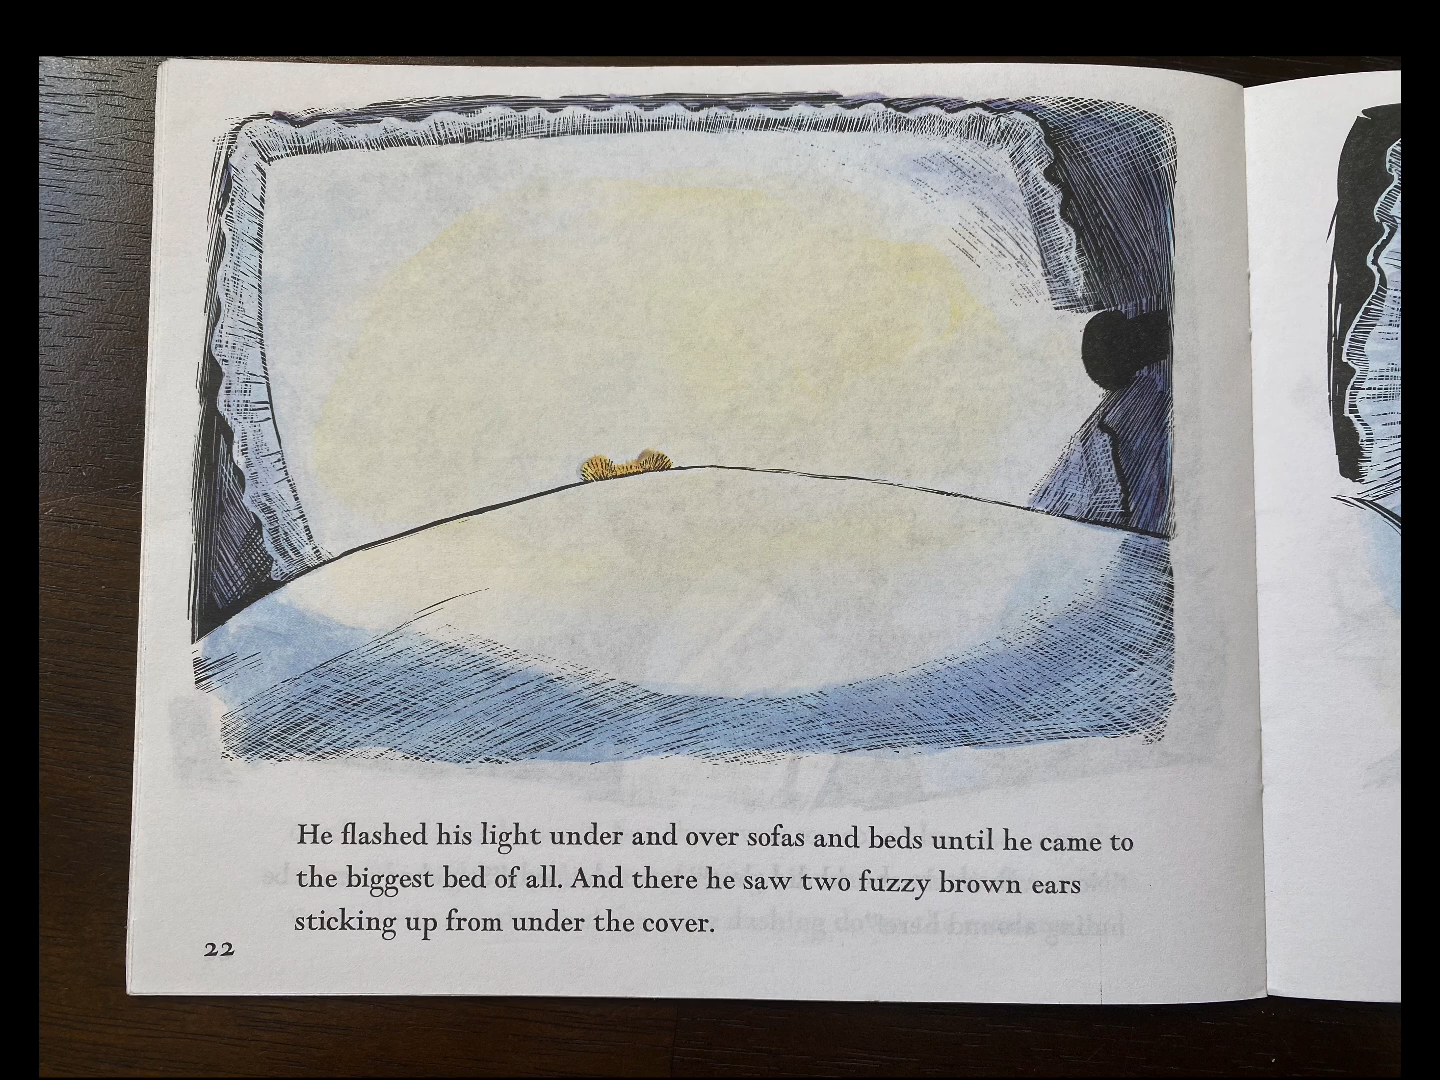 He flashed his light under and over sofas and beds until he came to
the biggest bed of all. And there he saw two fuzzy brown ears
sticking up from under the cover.
22